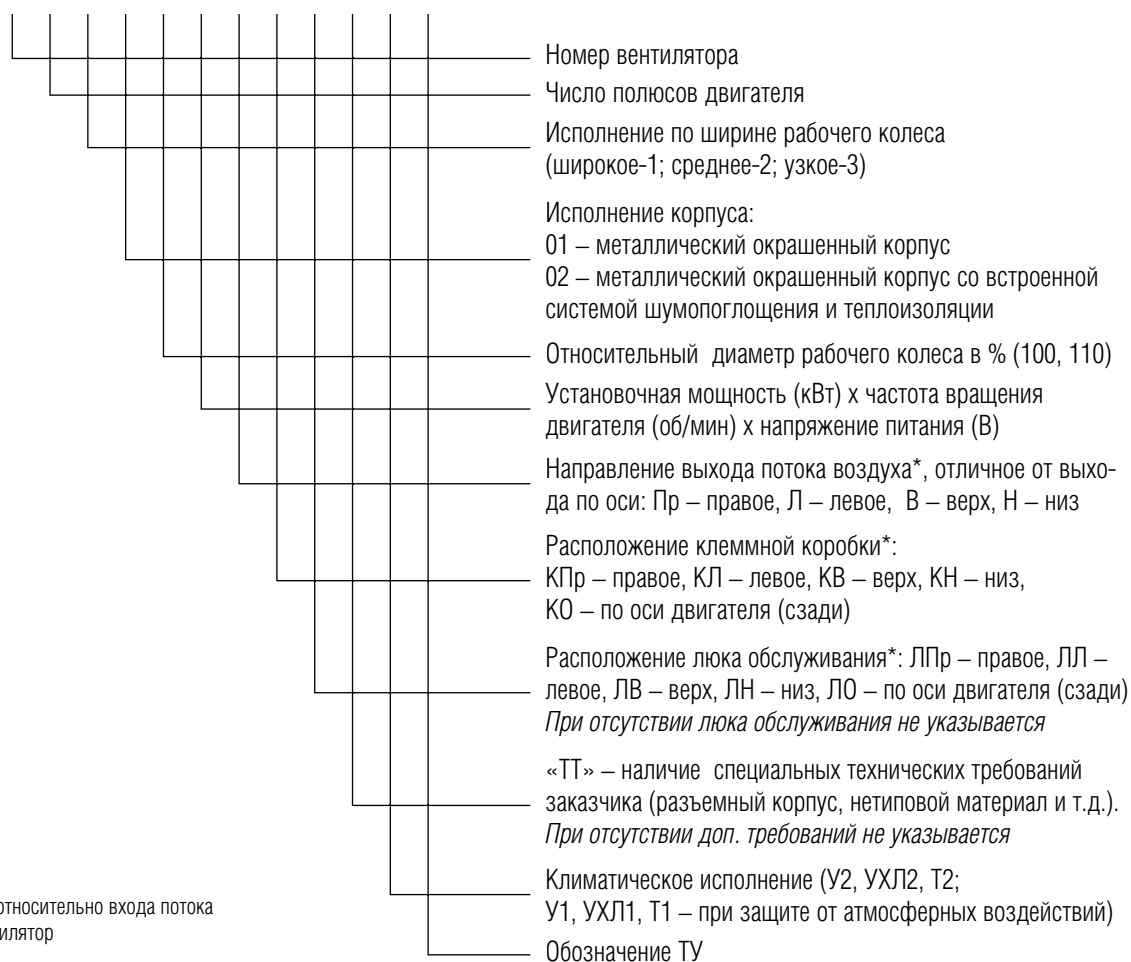 Номер вентилятора
Число полюсов двигателя
Исполнение по ширине рабочего колеса
(широкое-1; среднее-2; узкое-3)
Исполнение корпуса:
01 – металлический окрашенный корпус
02 – металлический окрашенный корпус со встроенной
системой шумопоглощения и теплоизоляции
Относительный диаметр рабочего колеса в % (100, 110)
Установочная мощность (кВт) х частота вращения
двигателя (об/мин) х напряжение питания (В)
Направление выхода потока воздуха*, отличное от выхо-
да по оси: Пр – правое, Л – левое, В – верх, Н – низ
Расположение клеммной коробки*:
КПр – правое, КЛ – левое, КВ – верх, КН – низ,
КО – по оси двигателя (сзади)
Расположение люка обслуживания*: ЛПр – правое, ЛЛ –
левое, ЛВ – верх, ЛН – низ, ЛО – по оси двигателя (сзади)
При отсутствии люка обслуживания не указывается
«ТТ» – наличие специальных технических требований
заказчика (разъемный корпус, нетиповой материал и т.д.).
При отсутствии доп. требований не указывается
Климатическое исполнение (У2, УХЛ2, Т2;
У1, УХЛ1, Т1 – при защите от атмосферных воздействий)
Обозначение ТУ
относительно входа потока
илятор